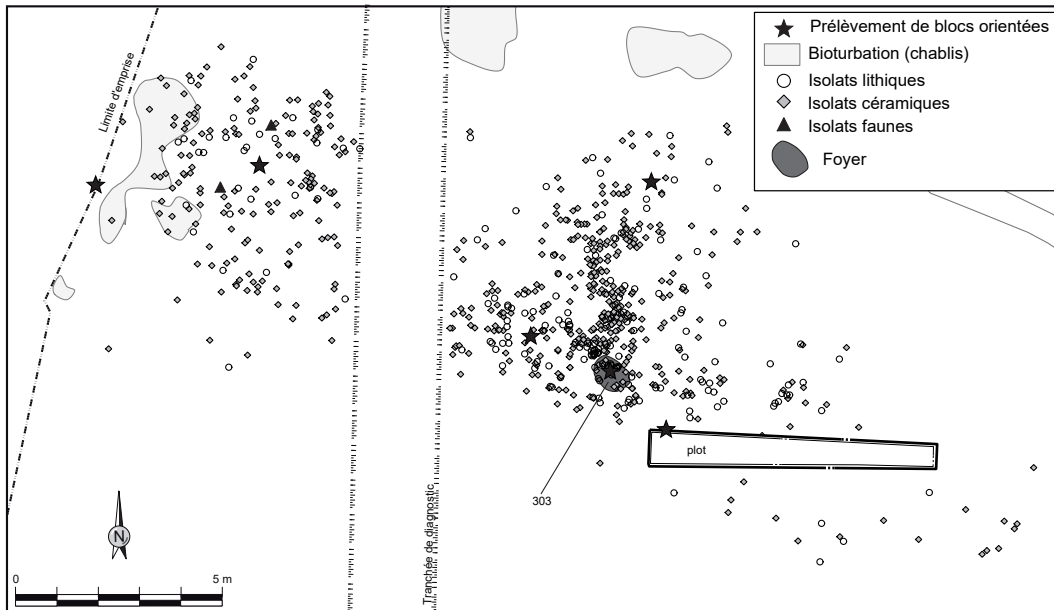 Prélèvement de blocs orientées
Bioturbation (chablis)
Isolats lithiques
Isolats céramiques
Isolats faunes
Foyer
Limite d'emprise
plot
303
Tranchée de diagnostic
N
0 5 m